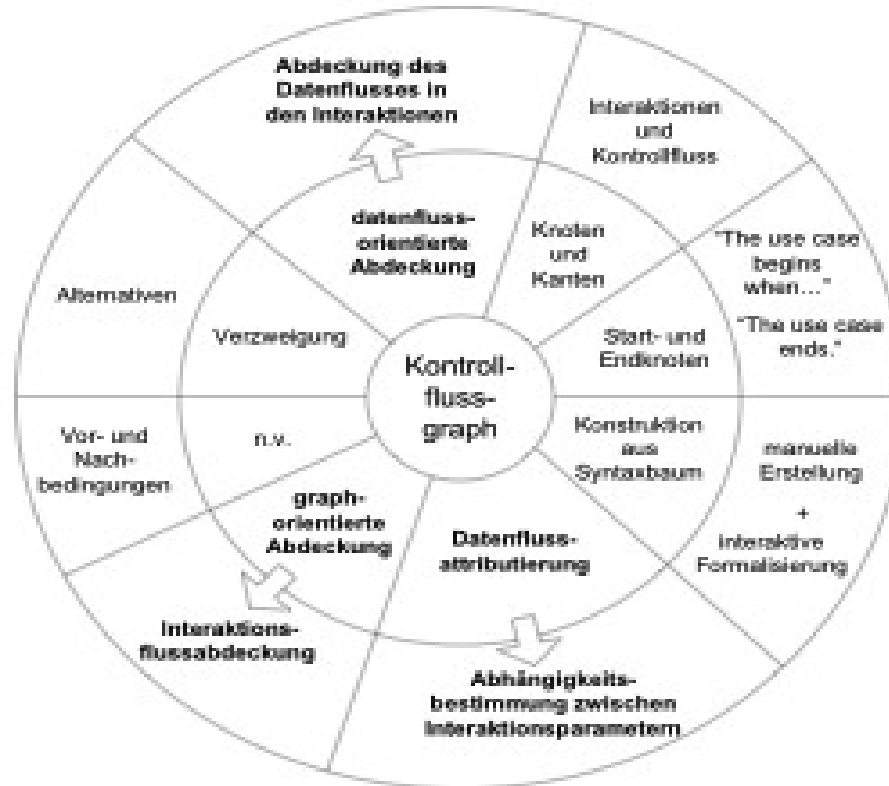 Abdeckung des
Datenflusses in
den Interaktionen
Interaktionen
und
Kontrollfluss
datenfluss-
orientierte
Abdeckung
Knoten
und
Kanten
"The use case
begins
when..."
"The use case
ends."
Alternativen
Verzweigung
Start- und
Endknoten
Kontroll-
fluss-
graph
Vor- und
Nach-
bedingungen
n.v.
Konstruktion
aus
Syntaxbaum
manuelle
Erstellung
+
interaktive
Formalisierung
graph-
orientierte
Abdeckung
Datenfluss-
attributierung
Interaktions-
flussabdeckung
Abhängigkeits-
bestimmung zwischen
Interaktionsparametern